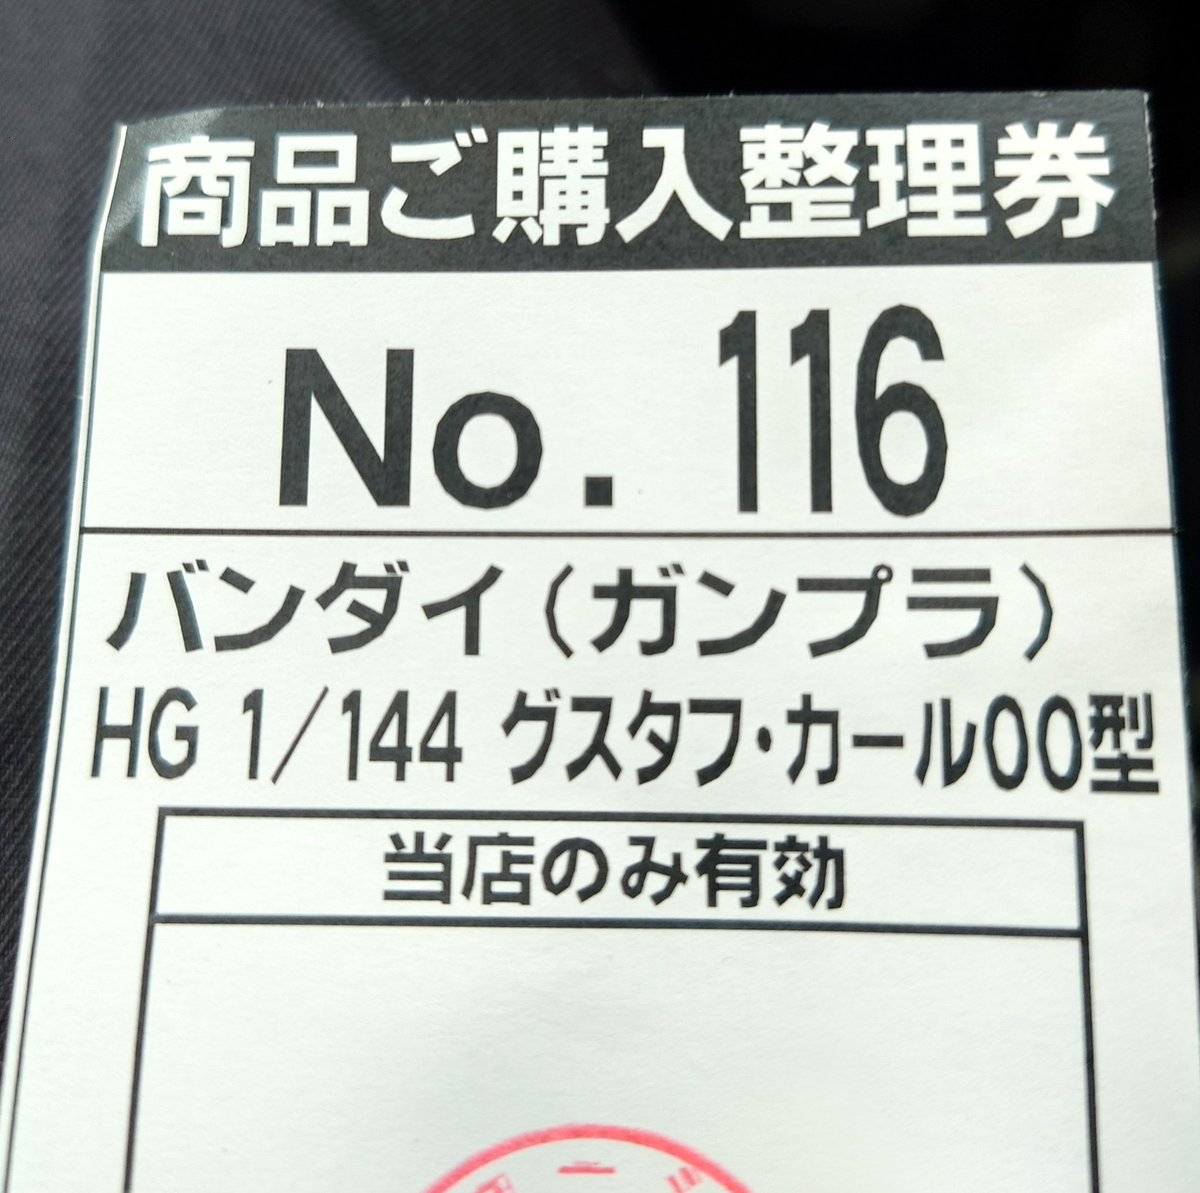 商品ご購入整理券
No. 116
バンダイ(ガンプラ)
HG 1/144 グスタフ・カール00型
当店のみ有効